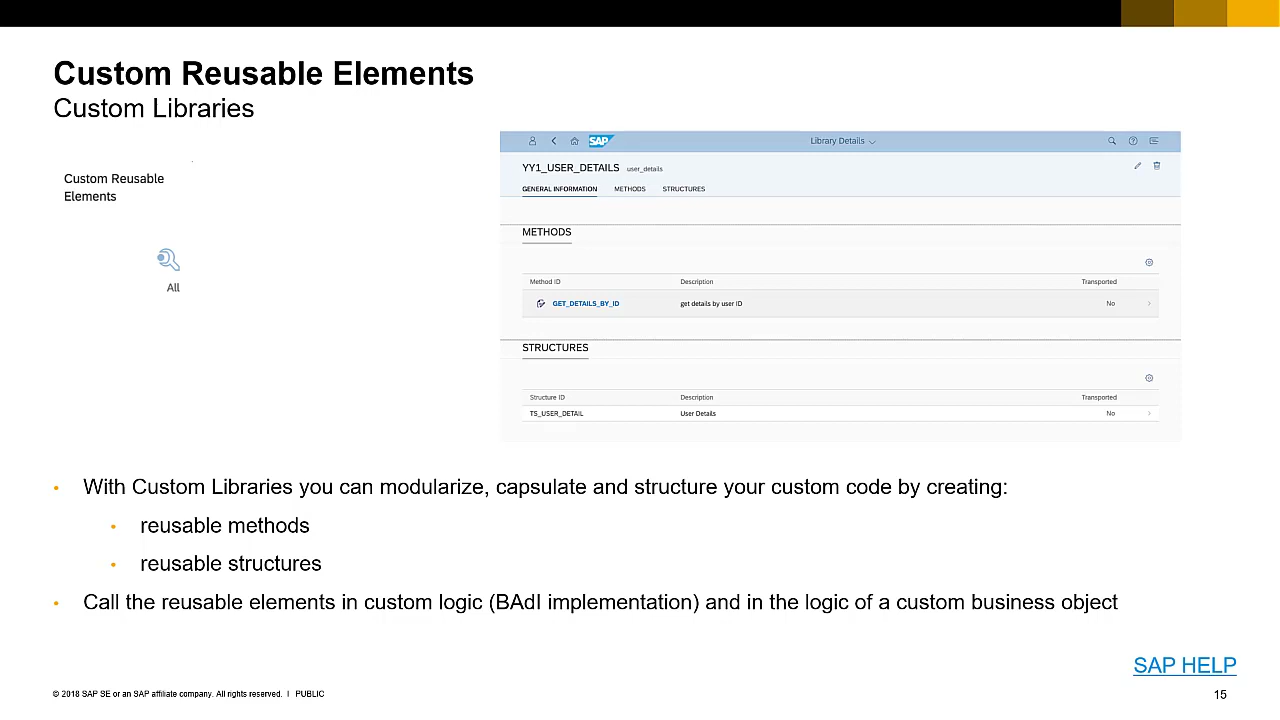 Custom Reusable Elements
Custom Libraries
Custom Reusable
Elements
All
SAP
Library Details
YY1_USER_DETAILS user_details
GENERAL INFORMATION METHODS STRUCTURES
METHODS
Method ID Description Transported
GET_DETAILS_BY_ID get details by user ID No
STRUCTURES
Structure ID Description Transported
TS_USER_DETAIL User Details No
• With Custom Libraries you can modularize, capsulate and structure your custom code by creating:
• reusable methods
• reusable structures
• Call the reusable elements in custom logic (BAdI implementation) and in the logic of a custom business object
SAP HELP
© 2018 SAP SE or an SAP affiliate company. All rights reserved. I PUBLIC
15